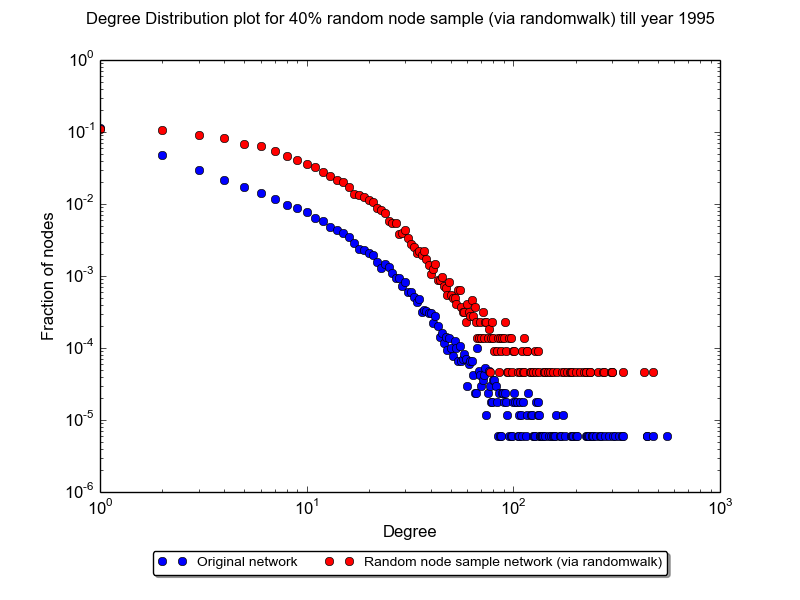 Degree Distribution plot for 40% random node sample (via randomwalk) till year 1995
Fraction of nodes
10^0
10^-1
10^-2
10^-3
10^-4
10^-5
10^-6
10^0 10^1 10^2 10^3
Degree
Original network Random node sample network (via randomwalk)